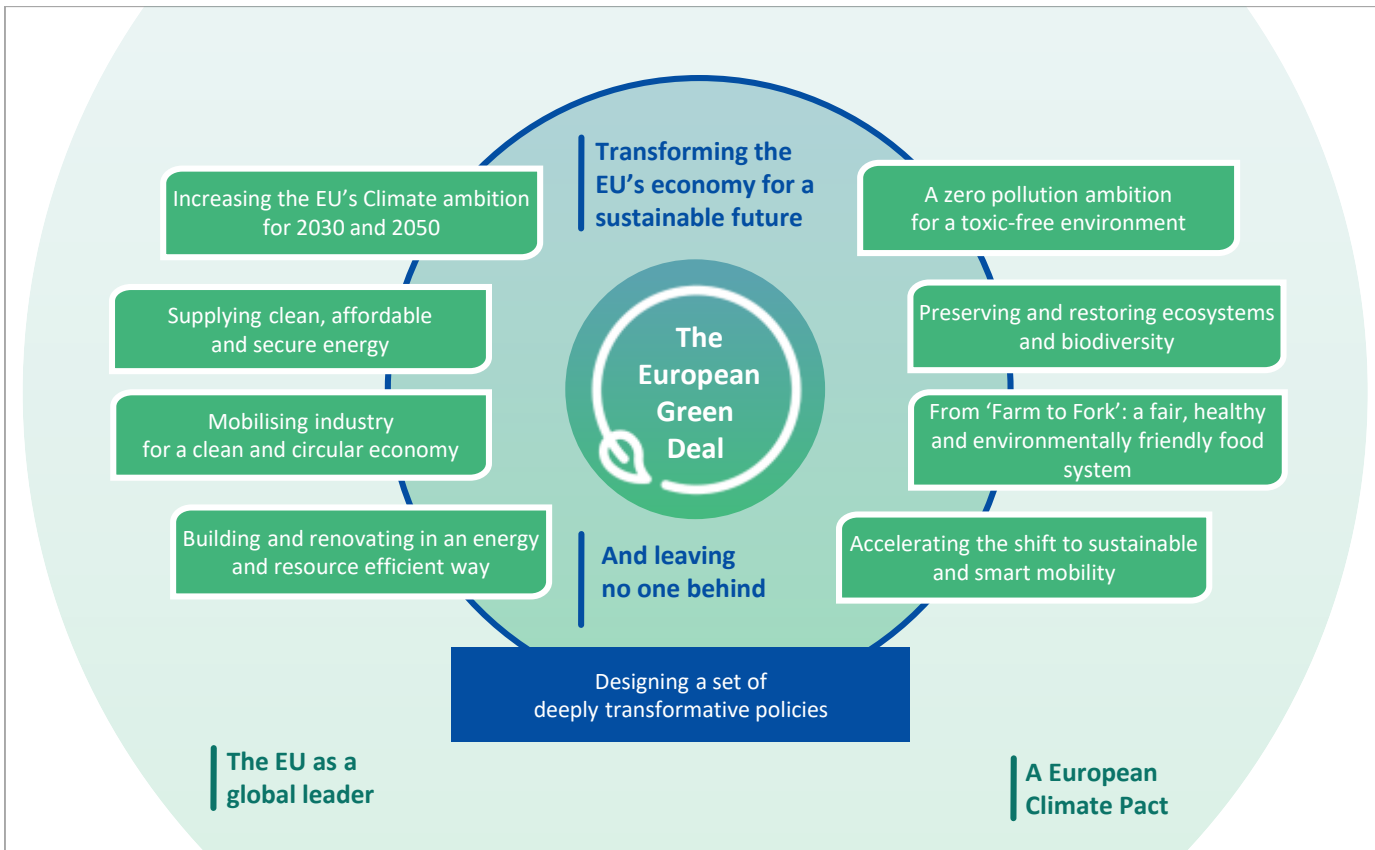 Transforming the
EU’s economy for a
sustainable future
Increasing the EU’s Climate ambition
for 2030 and 2050
Supplying clean, affordable
and secure energy
Mobilising industry
for a clean and circular economy
Building and renovating in an energy
and resource efficient way
The
European
Green
Deal
A zero pollution ambition
for a toxic-free environment
Preserving and restoring ecosystems
and biodiversity
From ‘Farm to Fork’: a fair, healthy
and environmentally friendly food
system
Accelerating the shift to sustainable
and smart mobility
And leaving
no one behind
Designing a set of
deeply transformative policies
The EU as a
global leader
A European
Climate Pact